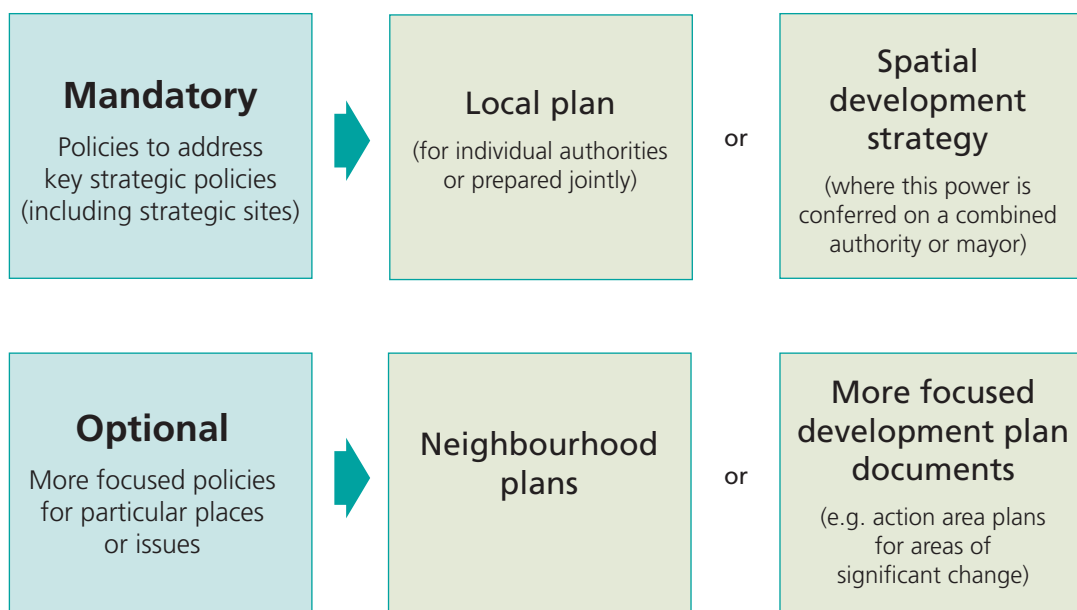 Mandatory
Policies to address
key strategic policies
(including strategic sites)
Local plan
(for individual authorities
or prepared jointly)
or
Spatial
development
strategy
(where this power is
conferred on a combined
authority or mayor)
Optional
More focused policies
for particular places
or issues
Neighbourhood
plans
or
More focused
development plan
documents
(e.g. action area plans
for areas of
significant change)